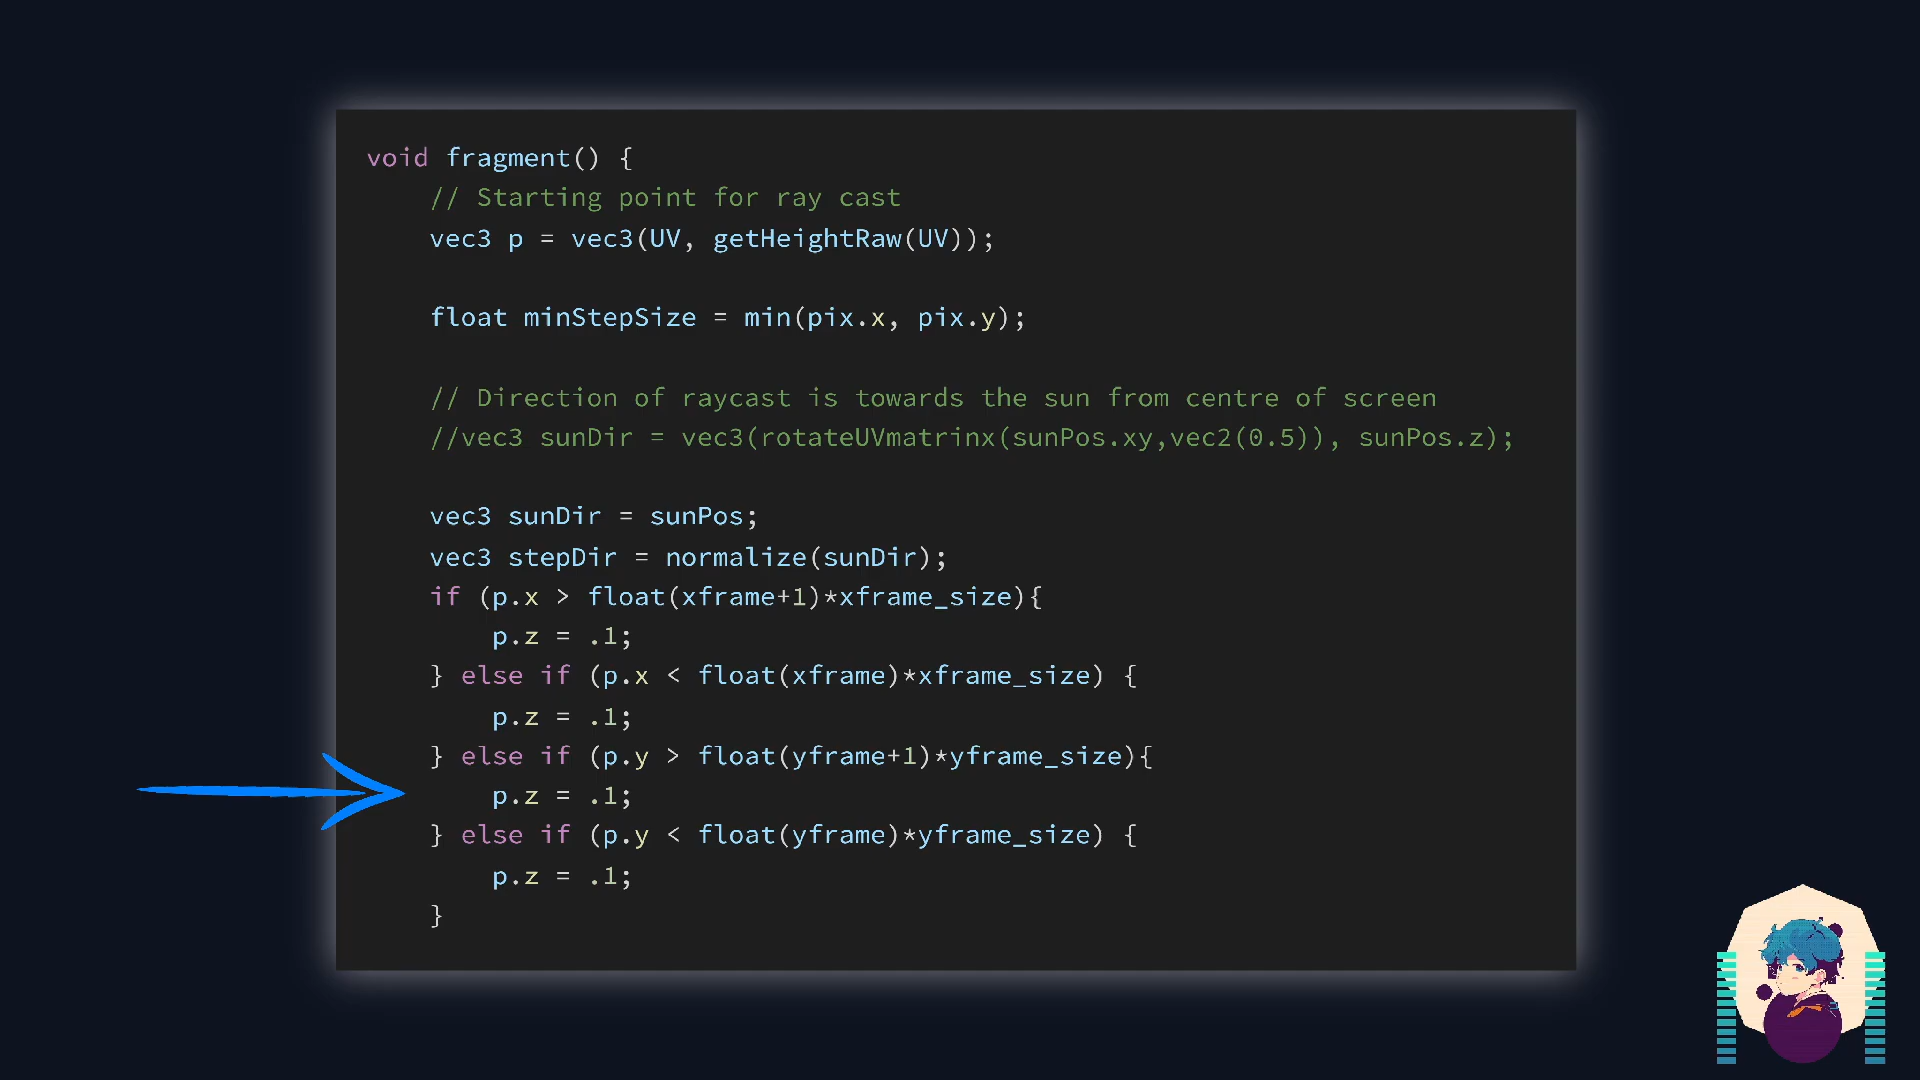 void fragment() {
// Starting point for ray cast
vec3 p = vec3(UV, getHeightRaw(UV));
float minStepSize = min(pix.x, pix.y);
// Direction of raycast is towards the sun from centre of screen
//vec3 sunDir = vec3(rotateUVmatrinx(sunPos.xy,vec2(0.5)), sunPos.z);
vec3 sunDir = sunPos;
vec3 stepDir = normalize(sunDir);
if (p.x > float(xframe+1)*xframe_size){
p.z = .1;
} else if (p.x < float(xframe)*xframe_size) {
p.z = .1;
} else if (p.y > float(yframe+1)*yframe_size){
p.z = .1;
} else if (p.y < float(yframe)*yframe_size) {
p.z = .1;
}